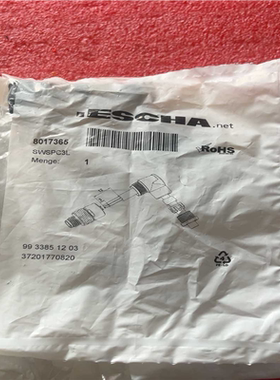 ESCHA.net
8017365
SWSPC3L
Menge: 1
RoHS
99 3385 12 03
37201770820